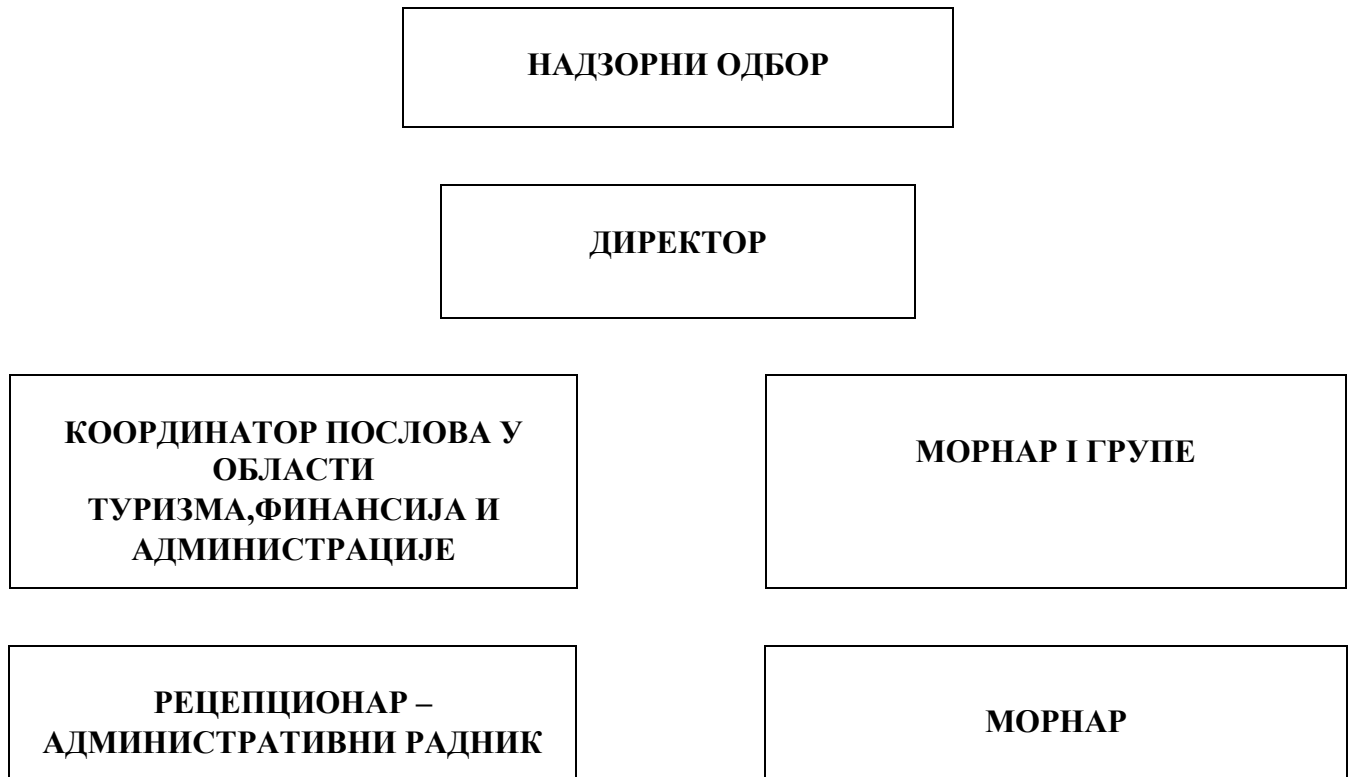 НАДЗОРНИ ОДБОР
ДИРЕКТОР
КООРДИНАТОР ПОСЛОВА У
ОБЛАСТИ
ТУРИЗМА,ФИНАНСИЈА И
АДМИНИСТРАЦИЈЕ
МОРНАР I ГРУПЕ
РЕЦЕПЦИОНАР –
АДМИНИСТРАТИВНИ РАДНИК
МОРНАР